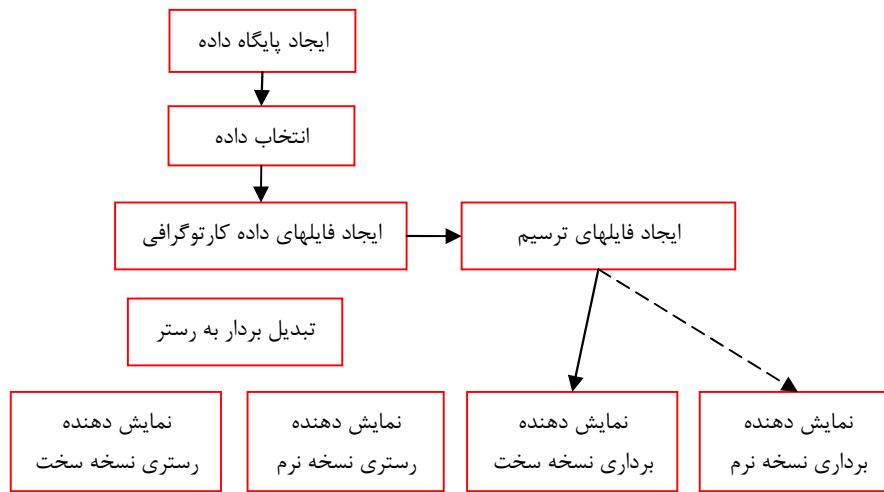 ایجاد پایگاه داده
انتخاب داده
ایجاد فایلهای داده کارتوگرافی
ایجاد فایلهای ترسیم
تبدیل بردار به رستر
نمایش دهنده
برداری نسخه نرم
نمایش دهنده
برداری نسخه سخت
نمایش دهنده
رستری نسخه نرم
نمایش دهنده
رستری نسخه سخت